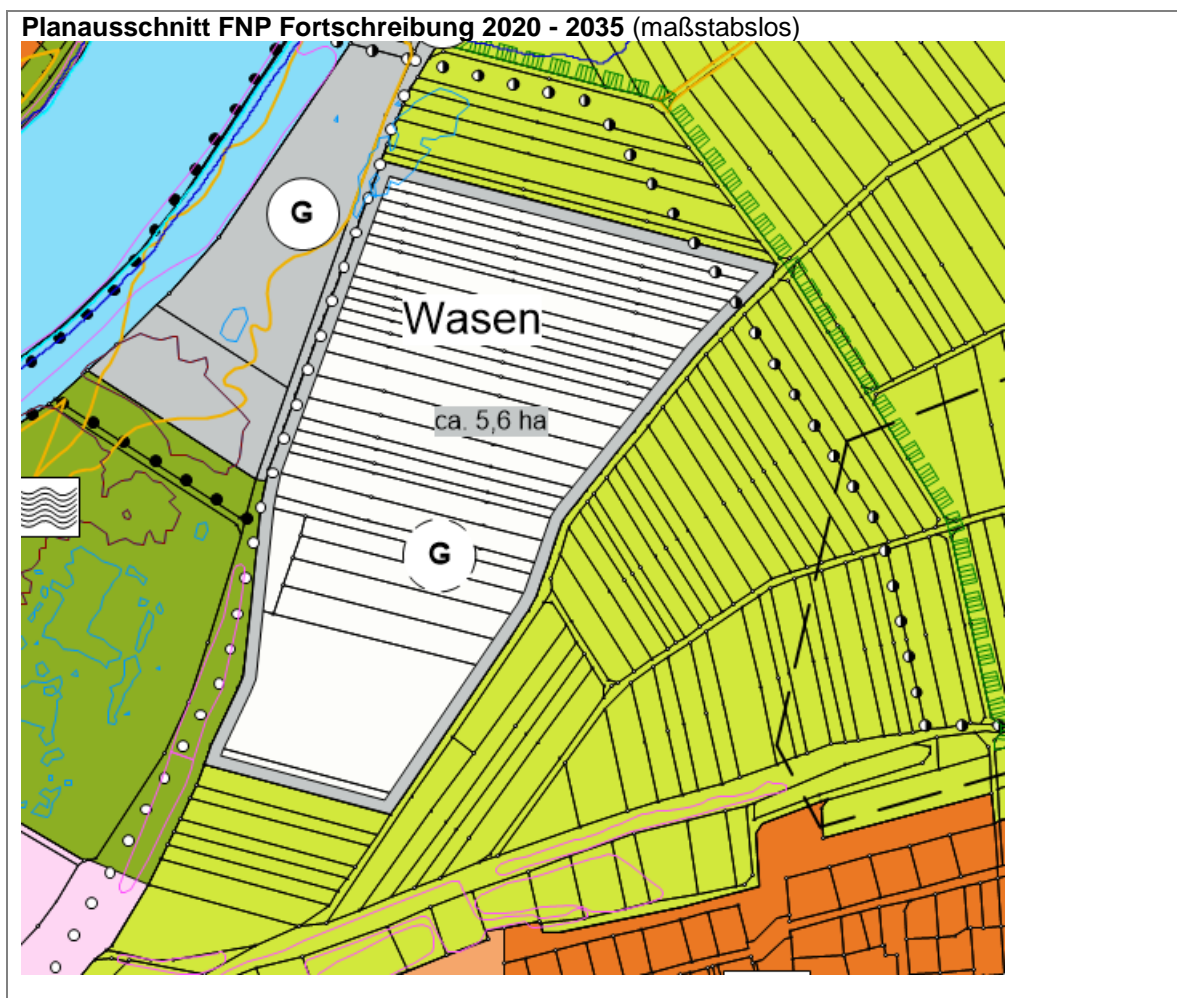 Planausschnitt FNP Fortschreibung 2020 - 2035 (maßstabslos)
G
Wasen
ca. 5,6 ha
G